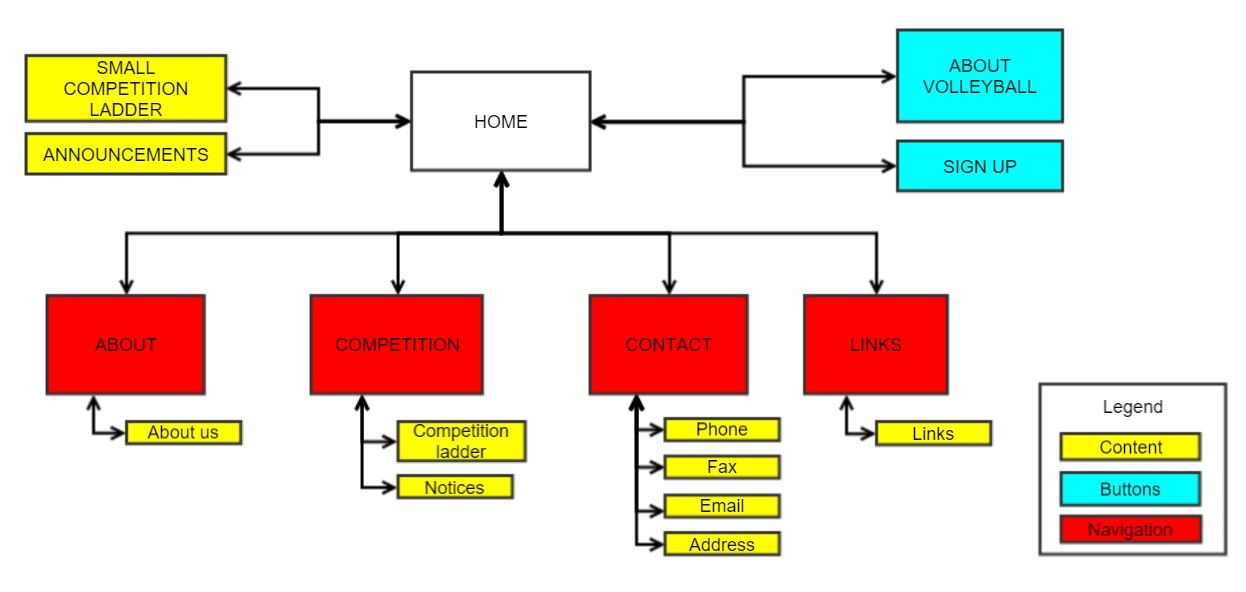 SMALL
COMPETITION
LADDER
ANNOUNCEMENTS
HOME
ABOUT
VOLLEYBALL
SIGN UP
ABOUT
COMPETITION
CONTACT
LINKS
About us
Competition
ladder
Notices
Phone
Fax
Email
Address
Links
Legend
Content
Buttons
Navigation